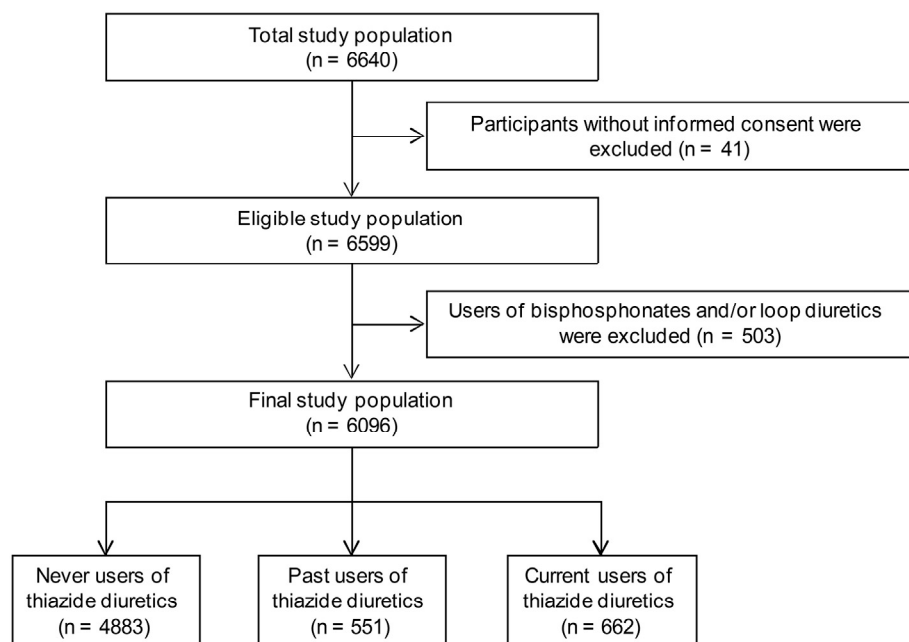 Total study population
(n = 6640)
Participants without informed consent were
excluded (n = 41)
Eligible study population
(n = 6599)
Users of bisphosphonates and/or loop diuretics
were excluded (n = 503)
Final study population
(n = 6096)
Never users of
thiazide diuretics
(n = 4883)
Past users of
thiazide diuretics
(n = 551)
Current users of
thiazide diuretics
(n = 662)